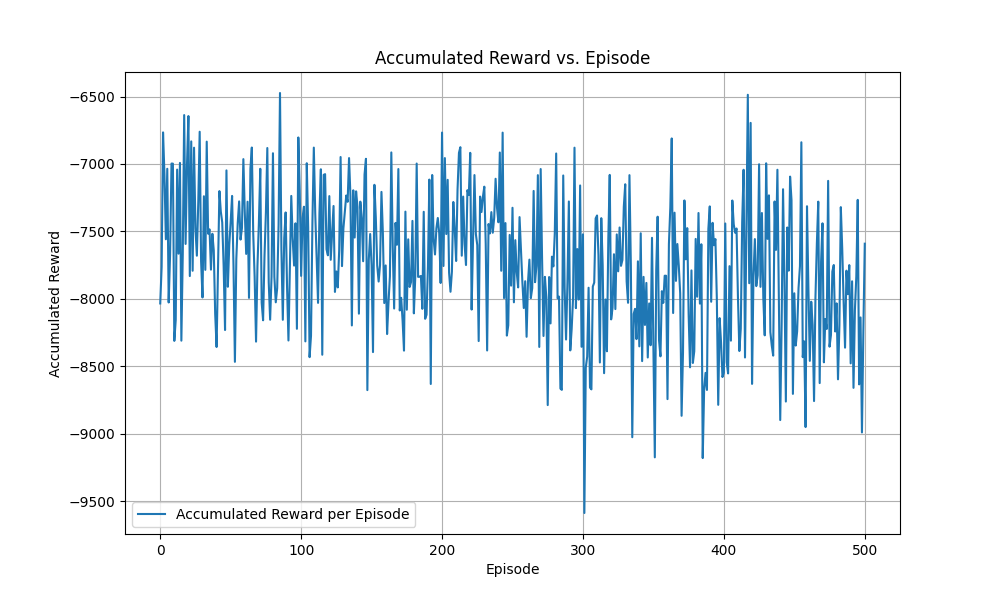 Accumulated Reward vs. Episode
Accumulated Reward
−6500
−7000
−7500
−8000
−8500
−9000
−9500
Accumulated Reward per Episode
0 100 200 300 400 500
Episode